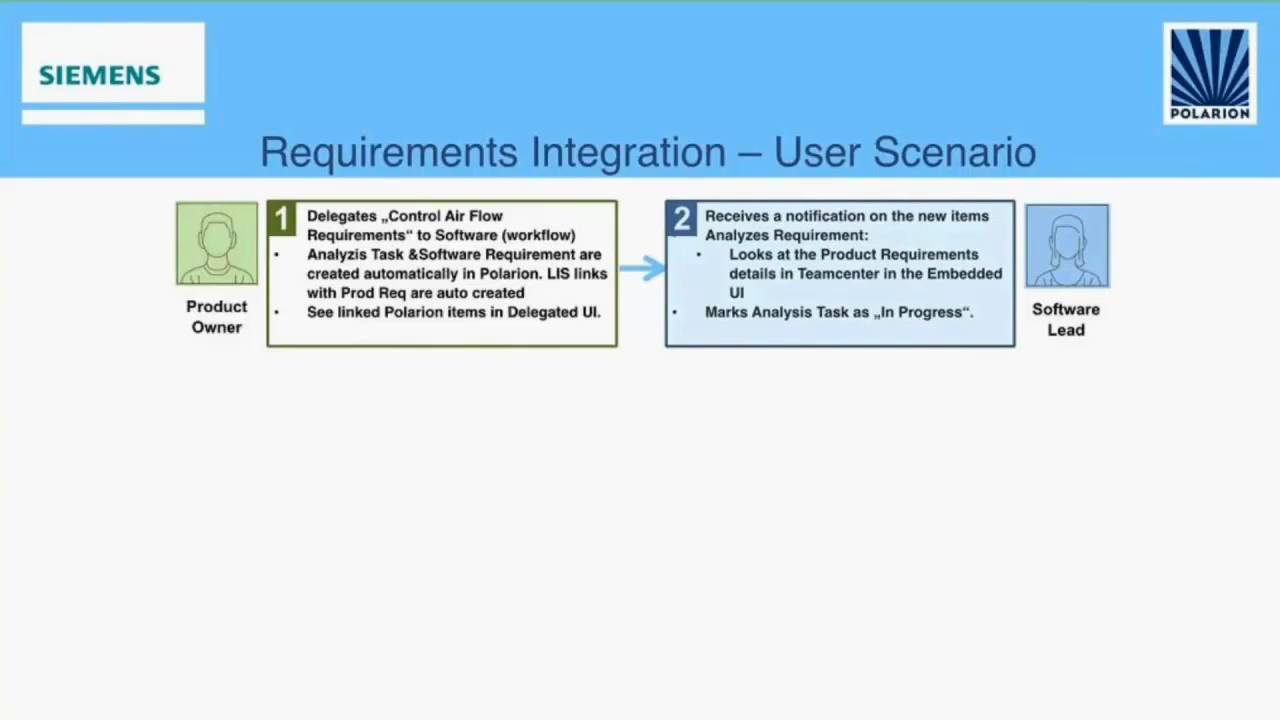 SIEMENS
POLARION
Requirements Integration – User Scenario
Product
Owner
1
Delegates „Control Air Flow
Requirements“ to Software (workflow)
• Analyzis Task &Software Requirement are
created automatically in Polarion. LIS links
with Prod Req are auto created
• See linked Polarion items in Delegated UI.
2
Receives a notification on the new items
• Analyzes Requirement:
• Looks at the Product Requirements
details in Teamcenter in the Embedded
UI
• Marks Analysis Task as „In Progress“.
Software
Lead